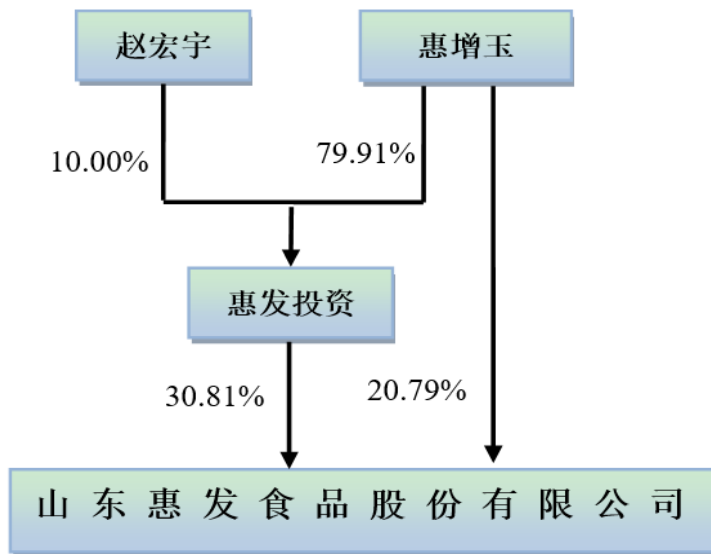 赵宏宇
惠增玉
10.00%
79.91%
惠发投资
30.81%
20.79%
山东惠发食品股份有限公司